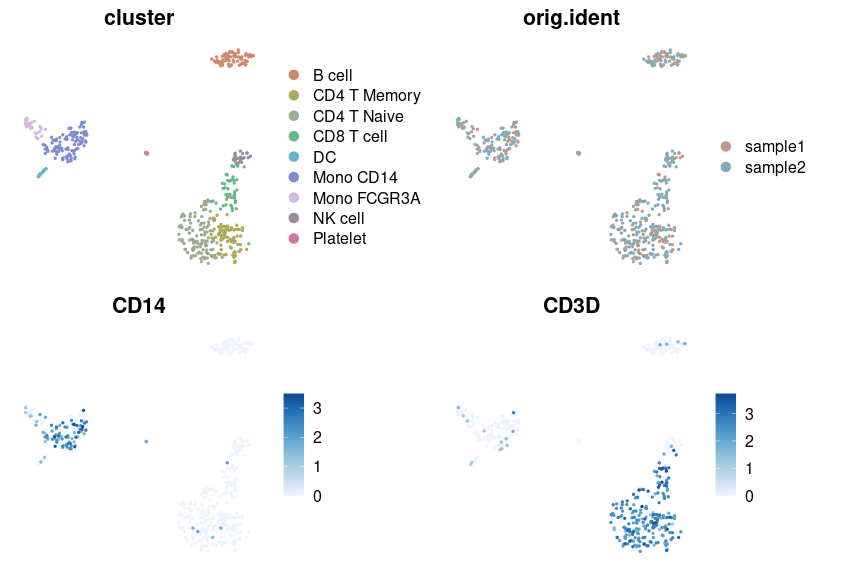 cluster
B cell
CD4 T Memory
CD4 T Naive
CD8 T cell
DC
Mono CD14
Mono FCGR3A
NK cell
Platelet
orig.ident
sample1
sample2
CD14
3
2
1
0
CD3D
3
2
1
0